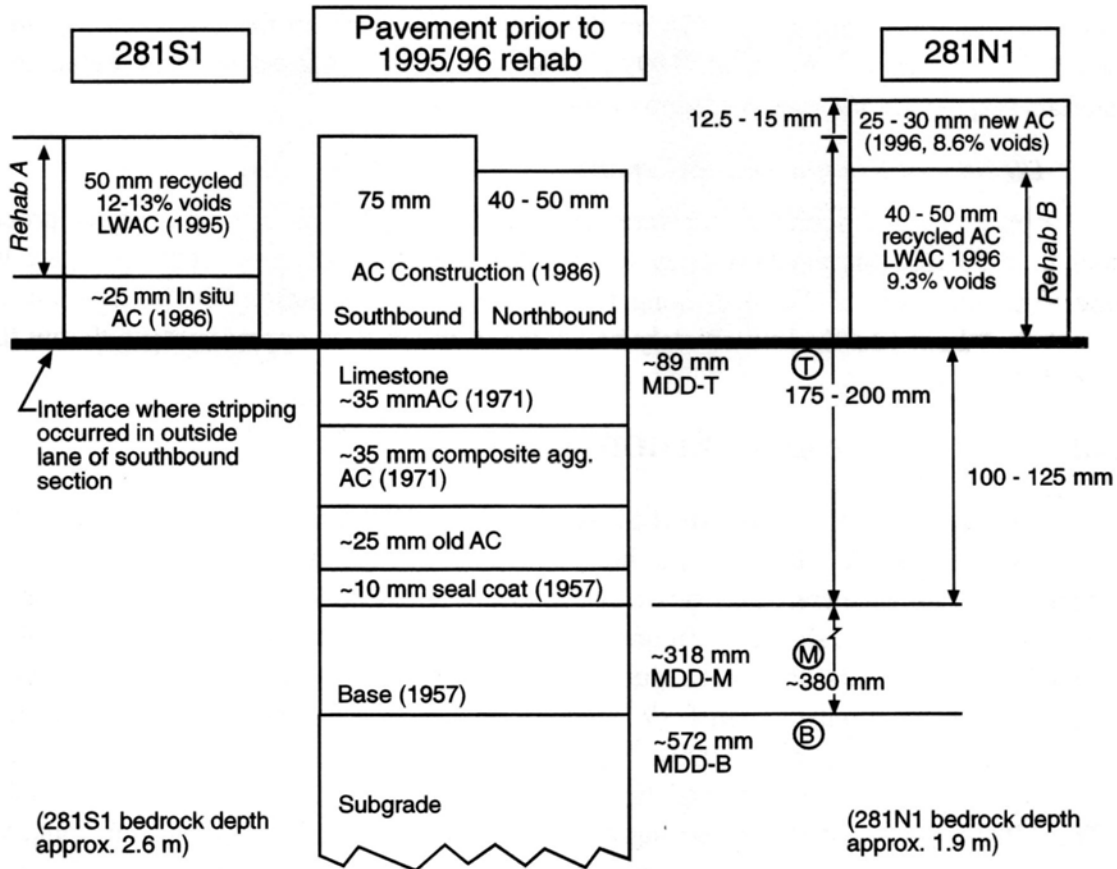 281S1
Pavement prior to
1995/96 rehab
281N1
Rehab A
50 mm recycled
12-13% voids
LWAC (1995)
~25 mm In situ
AC (1986)
75 mm
40 - 50 mm
AC Construction (1986)
Southbound
Northbound
12.5 - 15 mm
25 - 30 mm new AC
(1996, 8.6% voids)
40 - 50 mm
recycled AC
LWAC 1996
9.3% voids
Rehab B
Interface where stripping
occurred in outside
lane of southbound
section
Limestone
~35 mmAC (1971)
~35 mm composite agg.
AC (1971)
~25 mm old AC
~10 mm seal coat (1957)
Base (1957)
Subgrade
~89 mm
MDD-T
T
175 - 200 mm
100 - 125 mm
~318 mm
MDD-M
M
~380 mm
~572 mm
MDD-B
B
(281S1 bedrock depth
approx. 2.6 m)
(281N1 bedrock depth
approx. 1.9 m)